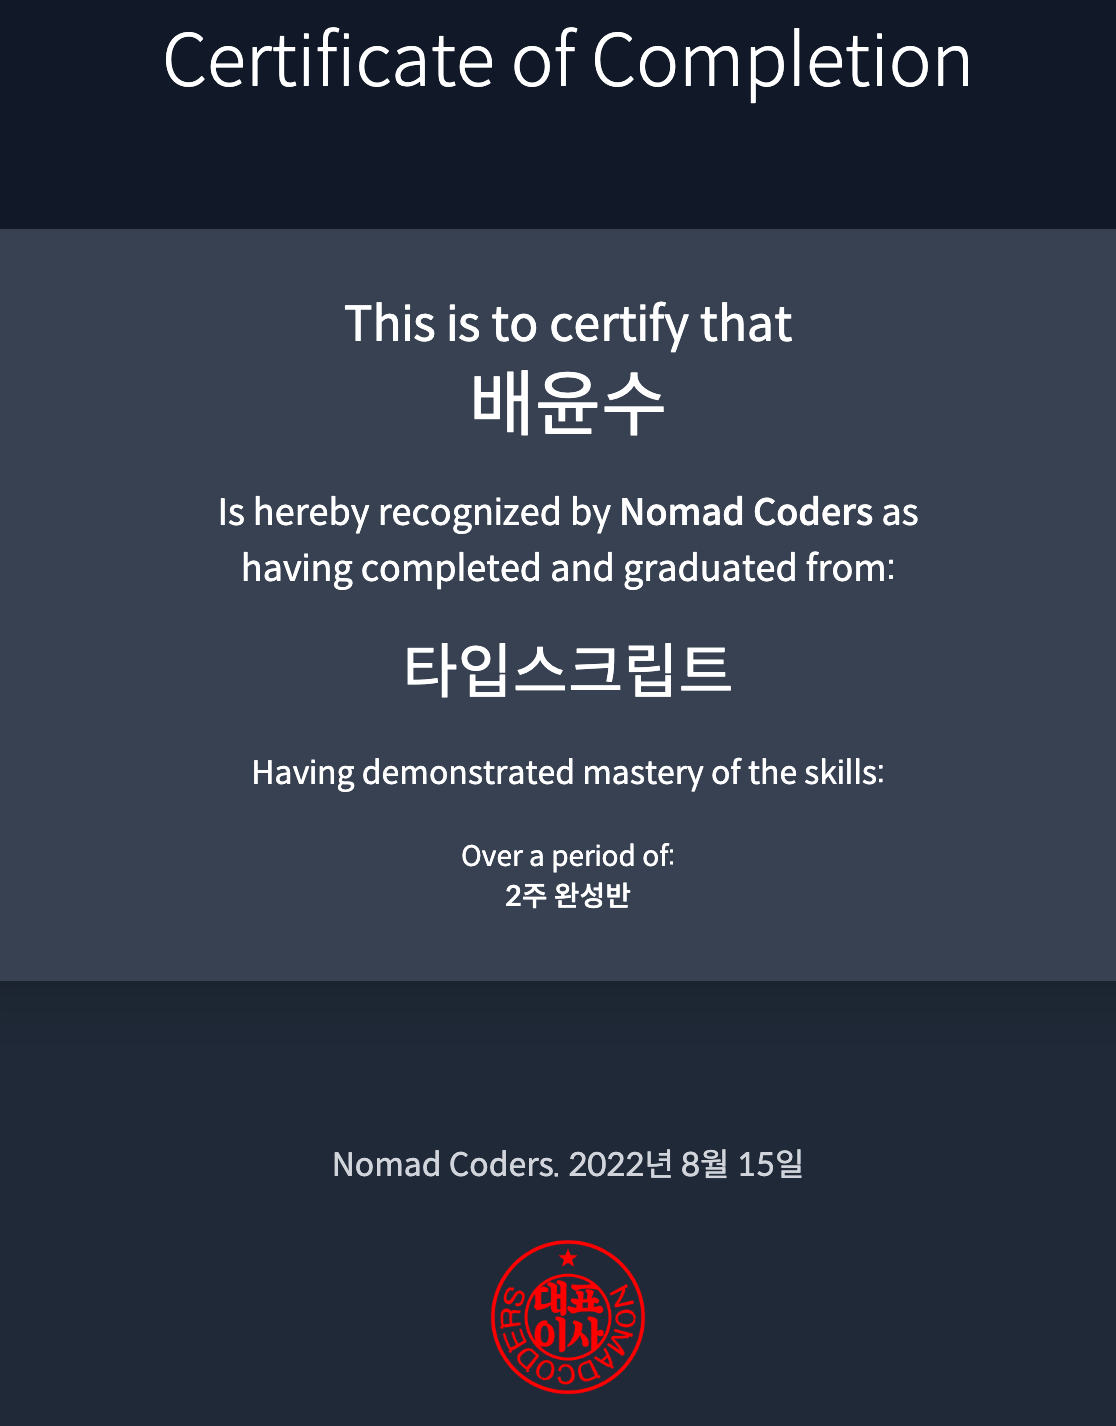 Certificate of Completion
This is to certify that
배윤수
Is hereby recognized by Nomad Coders as
having completed and graduated from:
타입스크립트
Having demonstrated mastery of the skills:
Over a period of:
2주 완성반
Nomad Coders. 2022년 8월 15일
대표
이사
NOMADCODERS